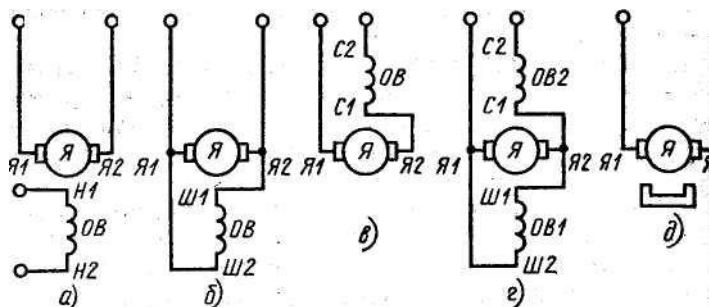 С2
ОВ
С1
Я
Я1
Я2
Н1
ОВ
Н2
а)
Я
Я1
Я2
Ш1
ОВ
Ш2
б)
Я
Я1
Я2
в)
С2
ОВ2
С1
Я
Я1
Я2
Ш1
ОВ1
Ш2
г)
Я
Я1
д)